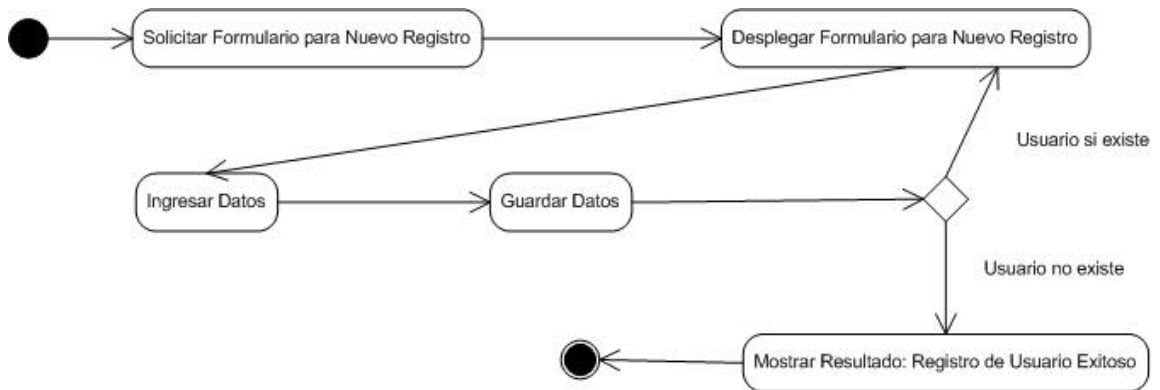 Solicitar Formulario para Nuevo Registro
Desplegar Formulario para Nuevo Registro
Usuario si existe
Ingresar Datos
Guardar Datos
Usuario no existe
Mostrar Resultado: Registro de Usuario Exitoso